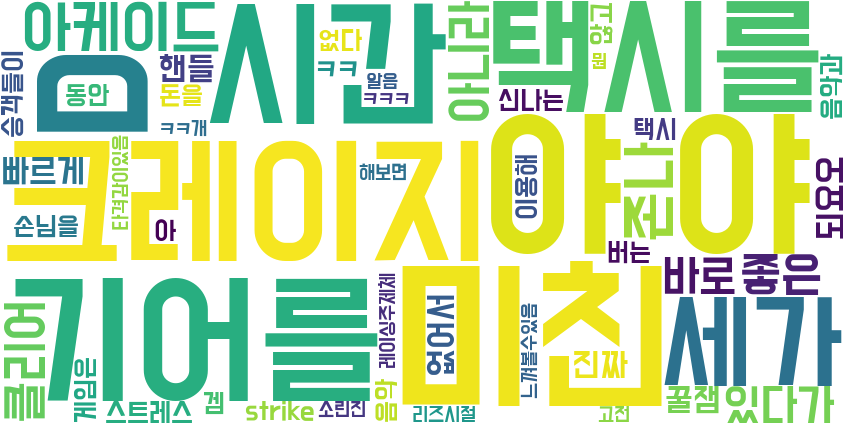 아케이드
시간
없다
ㅋㅋ
택시를
않고
뭡
승객들이
D
동안
핸들
돈을
알음
ㅋㅋㅋ
아니라
신나는
음악과
ㅋㅋ개
빠르게
타격감이있음
크레이지
해보면
야
이용해
택시
존나
야
오요도
손님을
아
버는
바로
좋은
클리어
기어를
레이싱주제체
미친
없어서
느껴볼수있음
진짜
세가
게임은
스트레스
겜
strike
소린진
음악
리즈시절
고전
꿀잼
있다가